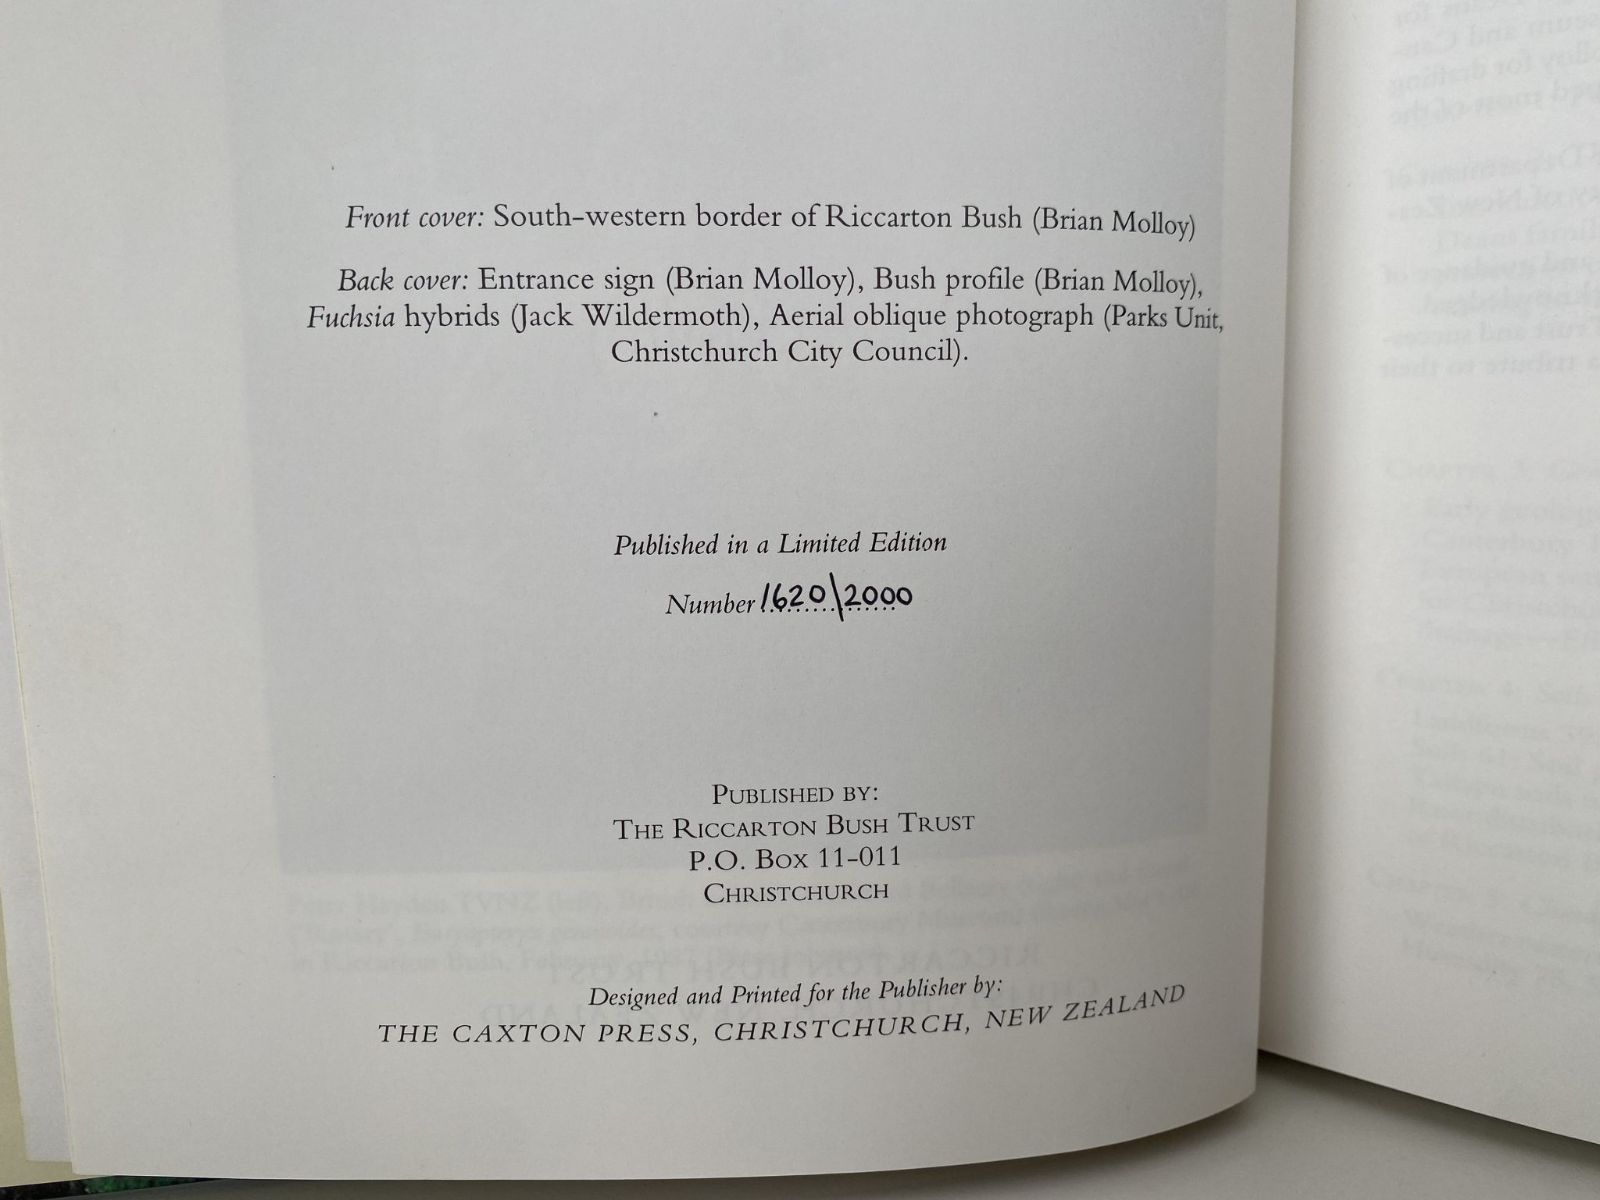 Front cover: South-western border of Riccarton Bush (Brian Molloy)
Back cover: Entrance sign (Brian Molloy), Bush profile (Brian Molloy),
Fuchsia hybrids (Jack Wildermoth), Aerial oblique photograph (Parks Unit,
Christchurch City Council).
Published in a Limited Edition
Number 1620\2000
PUBLISHED BY:
THE RICCARTON BUSH TRUST
P.O. BOX 11-011
CHRISTCHURCH
Designed and Printed for the Publisher by:
THE CAXTON PRESS, CHRISTCHURCH, NEW ZEALAND